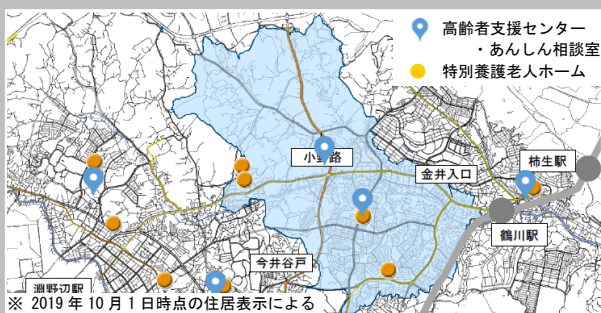 高齢者支援センター
・あんしん相談室
特別養護老人ホーム
小野路
柿生駅
金井入口
鶴川駅
今井谷戸
淵野辺駅
※ 2019 年 10 月 1 日時点の住居表示による